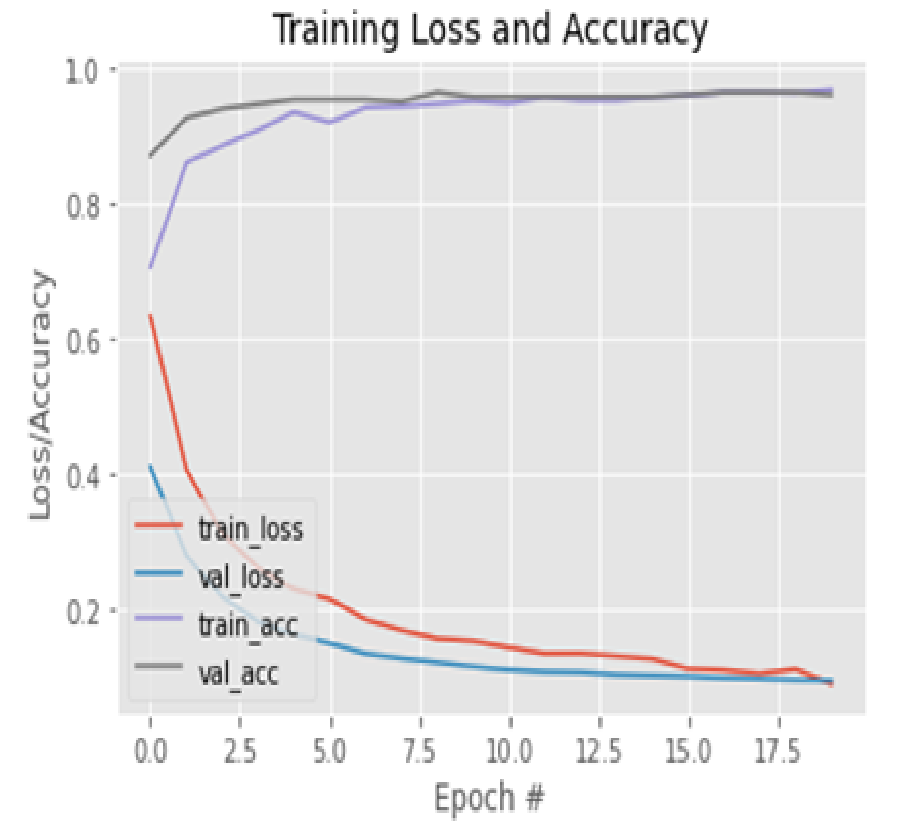 Training Loss and Accuracy
1.0
0.8
0.6
0.4
0.2
Loss/Accuracy
train_loss
val_loss
train_acc
val_acc
0.0 2.5 5.0 7.5 10.0 12.5 15.0 17.5
Epoch #